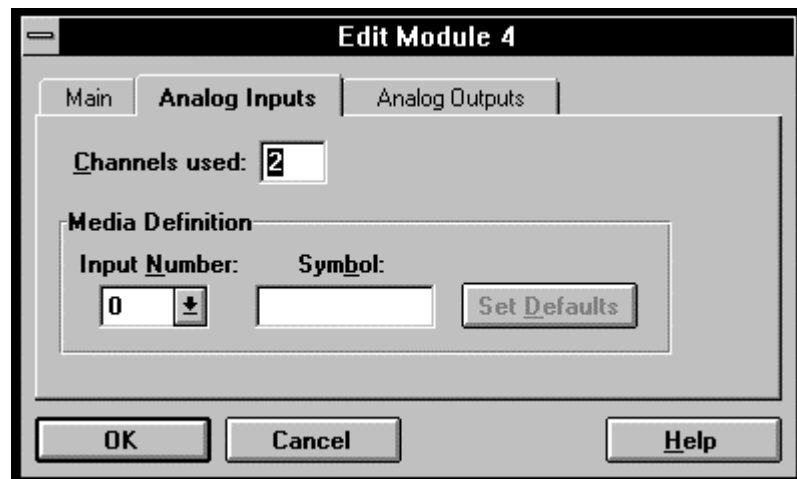 Edit Module 4
Main Analog Inputs Analog Outputs
Channels used: 2
Media Definition
Input Number: Symbol:
0 Set Defaults
OK Cancel Help